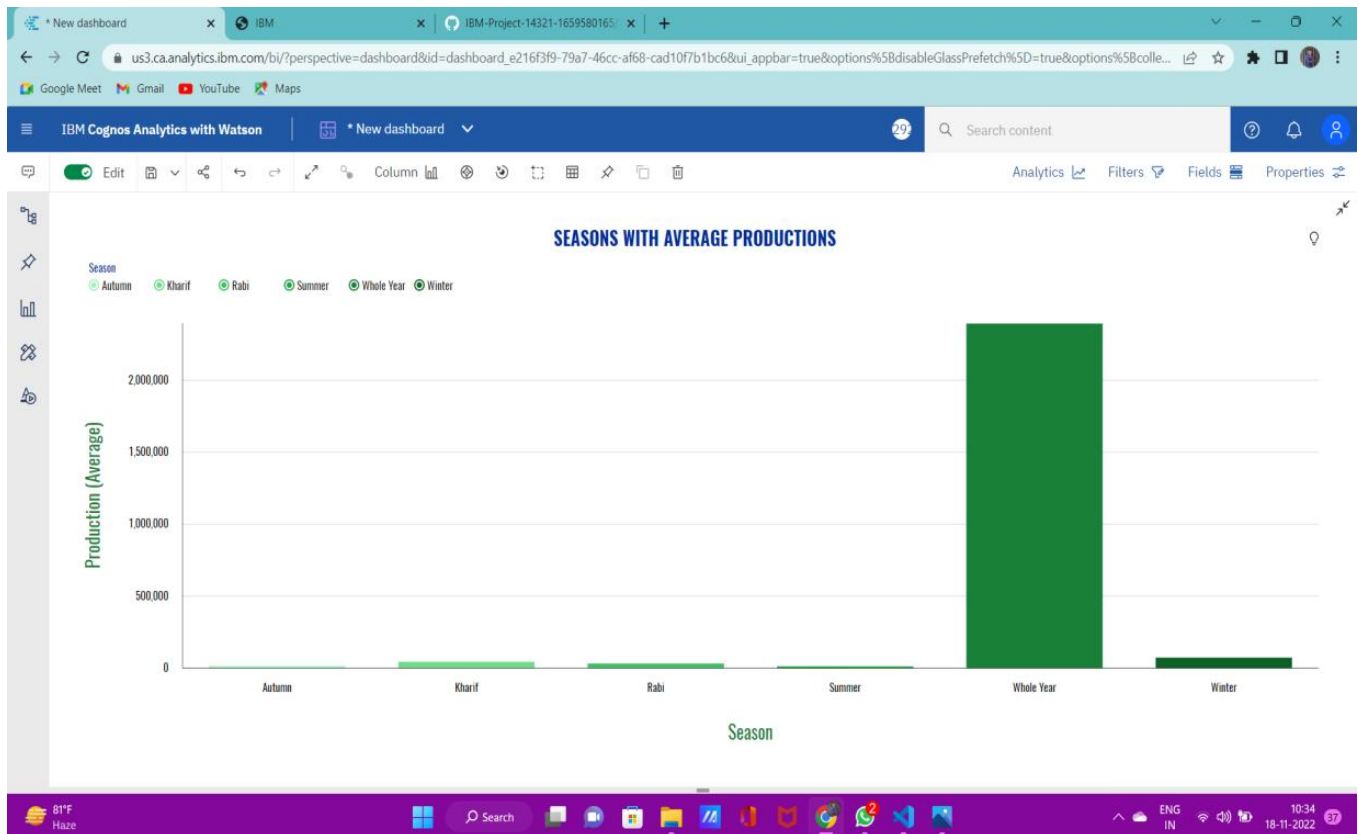 * New dashboard
IBM
IBM-Project-14321-1659580165/
us3.ca.analytics.ibm.com/bi/?perspective=dashboard&id=dashboard_e216f3f9-79a7-46cc-af68-cad10f7b1bc6&ui_appbar=true&options%5BdisableGlassPrefetch%5D=true&options%5Bcolle...
Google Meet Gmail YouTube Maps
IBM Cognos Analytics with Watson
* New dashboard
Search content
Edit
Column
Analytics Filters Fields Properties
SEASONS WITH AVERAGE PRODUCTIONS
Season
Autumn Kharif Rabi Summer Whole Year Winter
Production (Average)
2,000,000
1,500,000
1,000,000
500,000
0
Autumn Kharif Rabi Summer Whole Year Winter
Season
81°F
Haze
Search
2
ENG
IN
10:34
18-11-2022
37